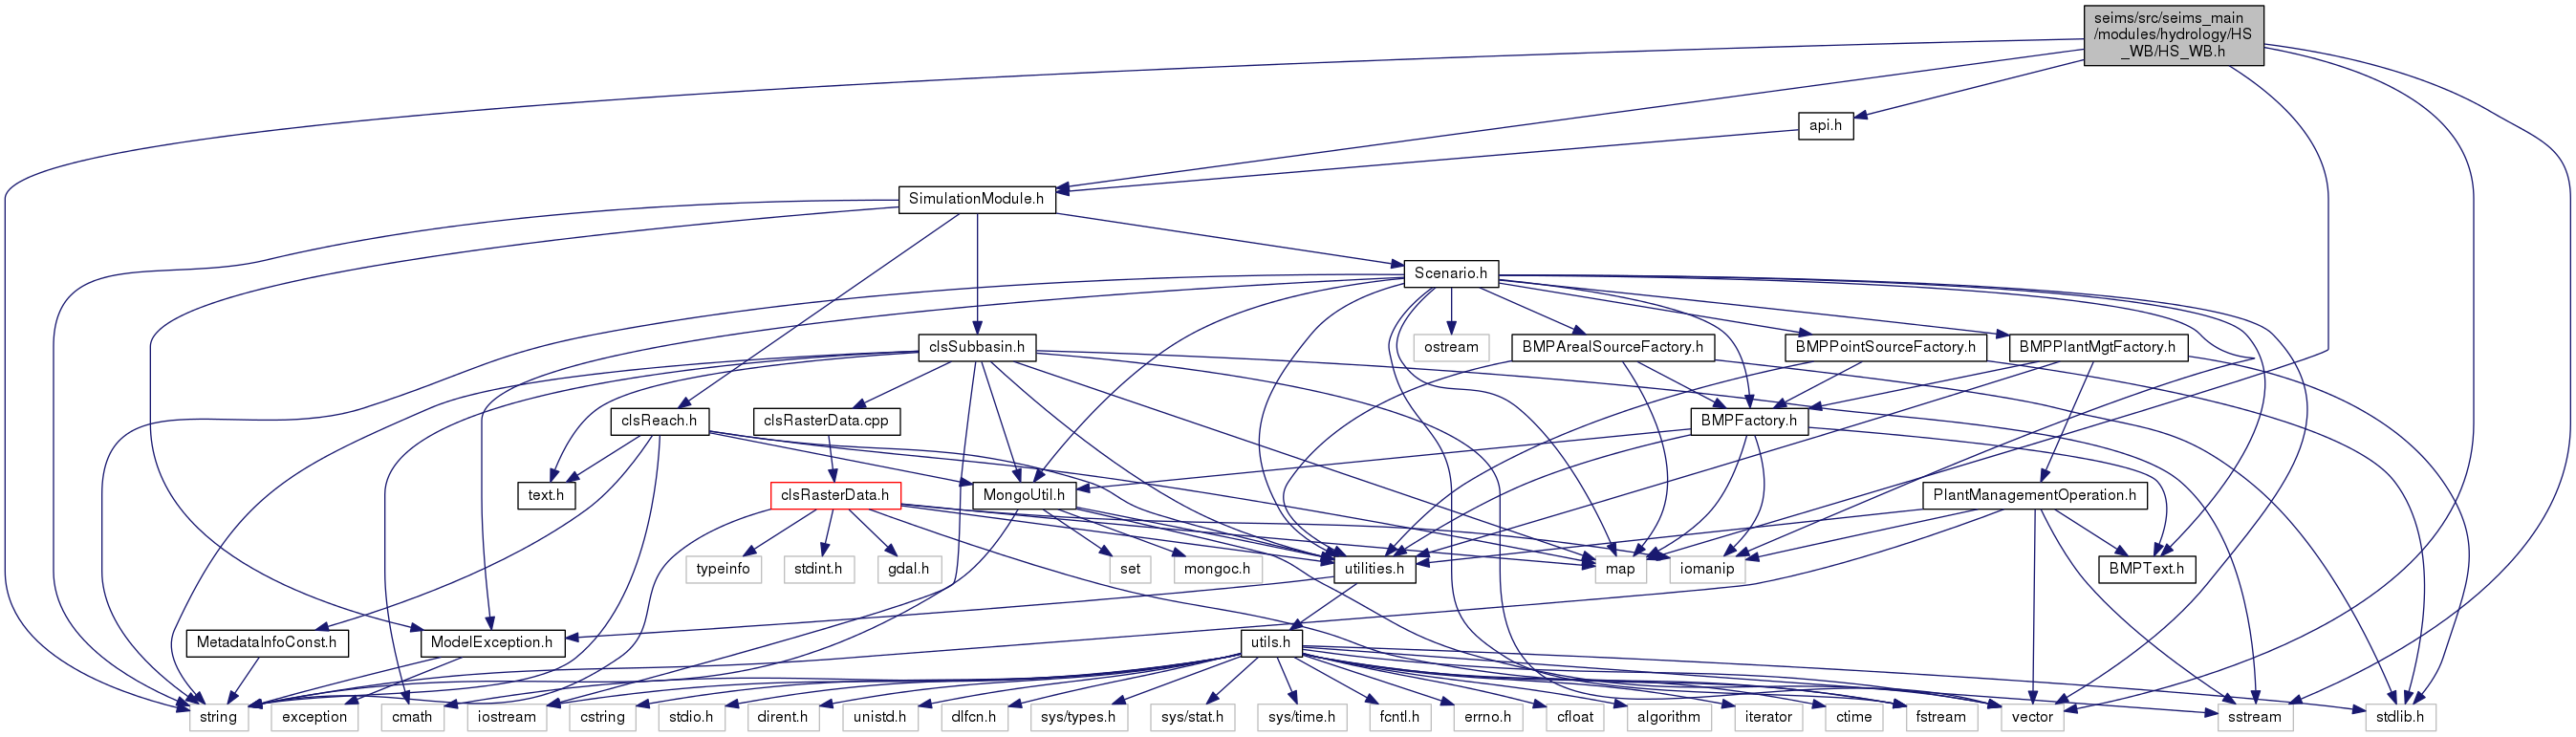 seims/src/seims_main
/modules/hydrology/HS
_WB/HS_WB.h
api.h
SimulationModule.h
Scenario.h
clsSubbasin.h
ostream
BMPArealSourceFactory.h
BMPPointSourceFactory.h
BMPPlantMgtFactory.h
clsReach.h
clsRasterData.cpp
BMPFactory.h
text.h
clsRasterData.h
MongoUtil.h
PlantManagementOperation.h
typeinfo
stdint.h
gdal.h
set
mongoc.h
utilities.h
map
iomanip
BMPText.h
MetadataInfoConst.h
ModelException.h
utils.h
string
exception
cmath
iostream
cstring
stdio.h
dirent.h
unistd.h
dlfcn.h
sys/types.h
sys/stat.h
sys/time.h
fcntl.h
errno.h
cfloat
algorithm
iterator
ctime
fstream
vector
sstream
stdlib.h